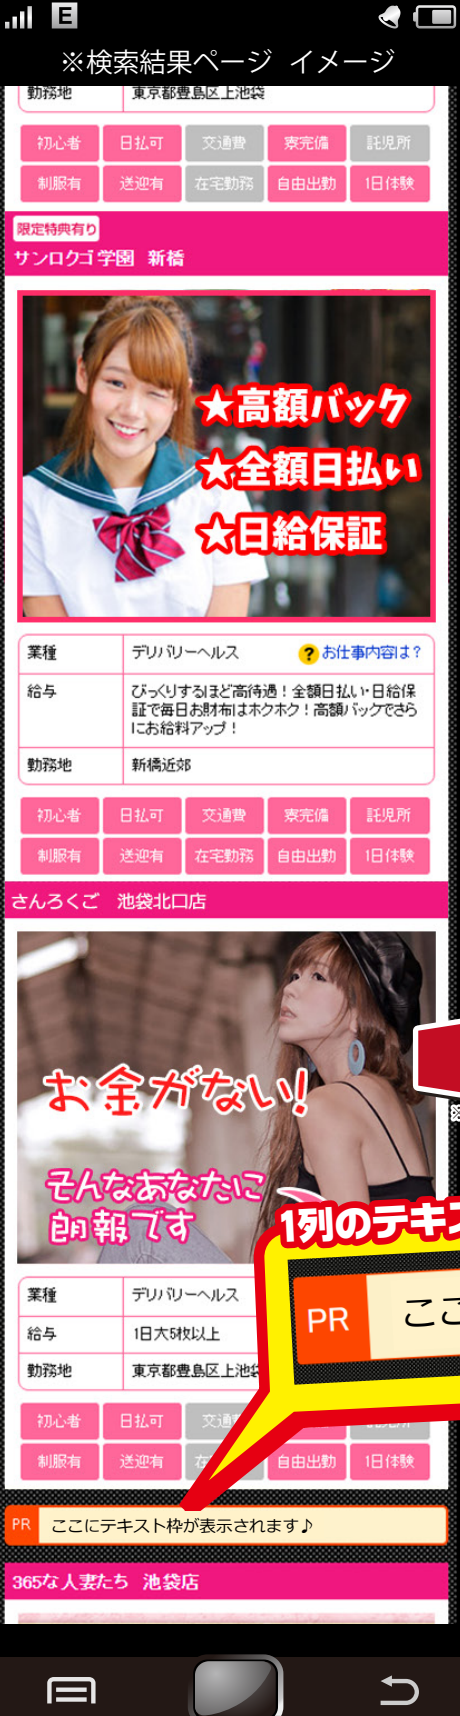 E
※検索結果ページ イメージ
勤務地 東京都豊島区上池袋
初心者 日払可 交通費 寮完備 託児所
制服有 送迎有 在宅勤務 自由出勤 1日体験
限定特典有り
サンロクゴ学園 新橋
★高額バック
★全額日払い
★日給保証
業種 デリバリーヘルス ? お仕事内容は？
給与 びっくりするほど高待遇！全額日払い・日給保
証で毎日お財布はホクホク！高額バックでさら
にお給料アップ！
勤務地 新橋近郊
初心者 日払可 交通費 寮完備 託児所
制服有 送迎有 在宅勤務 自由出勤 1日体験
さんろくご 池袋北口店
お金がない!
そんなあなたに
朗報です
1列のテキス
PR ここ
業種 デリバリーヘルス
給与 1日大5枚以上
勤務地 東京都豊島区上池袋
初心者 日払可 交通
制服有 送迎有 在 自由出勤 1日体験
PR ここにテキスト枠が表示されます♪
365な人妻たち 池袋店